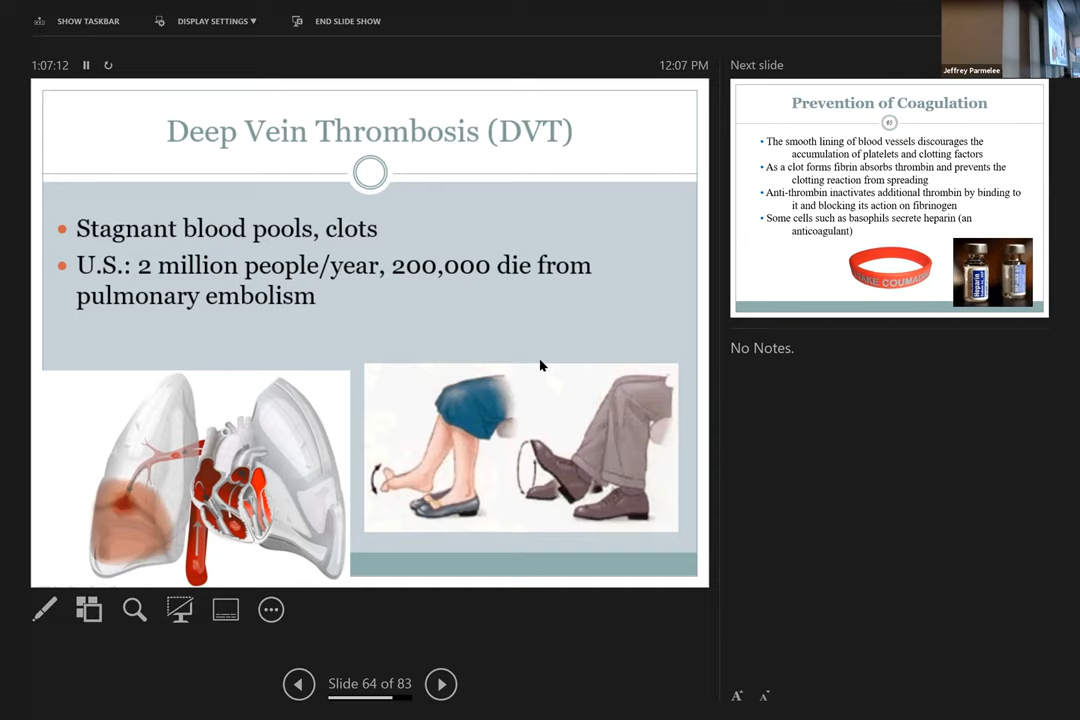 SHOW TASKBAR
DISPLAY SETTINGS ▼
END SLIDE SHOW
1:07:12
12:07 PM
Next slide
Jeffrey Parmelee
Deep Vein Thrombosis (DVT)
• Stagnant blood pools, clots
• U.S.: 2 million people/year, 200,000 die from
pulmonary embolism
Prevention of Coagulation
65
• The smooth lining of blood vessels discourages the
accumulation of platelets and clotting factors
• As a clot forms fibrin absorbs thrombin and prevents the
clotting reaction from spreading
• Anti-thrombin inactivates additional thrombin by binding to
it and blocking its action on fibrinogen
• Some cells such as basophils secrete heparin (an
anticoagulant)
COUMAD
Heparin
No Notes.
Slide 64 of 83
A A